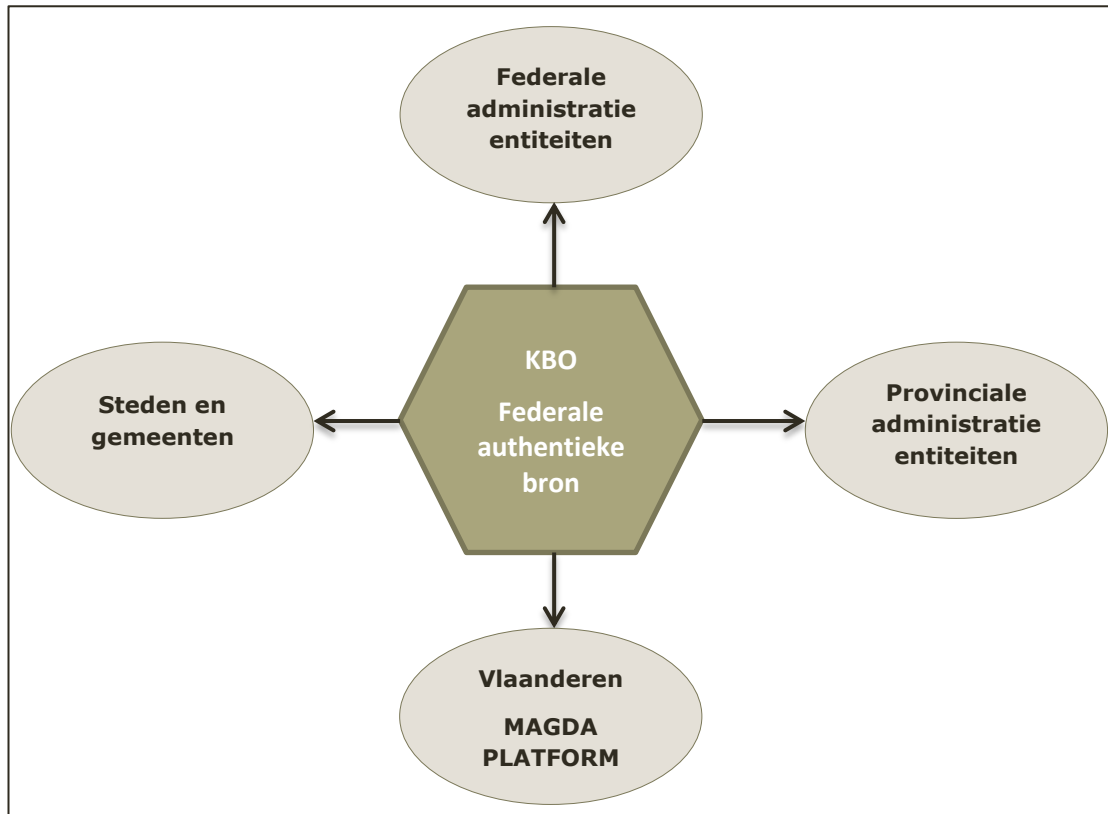 Federale
administratie
entiteiten
KBO
Federale
authentieke
bron
Steden en
gemeenten
Provinciale
administratie
entiteiten
Vlaanderen
MAGDA
PLATFORM